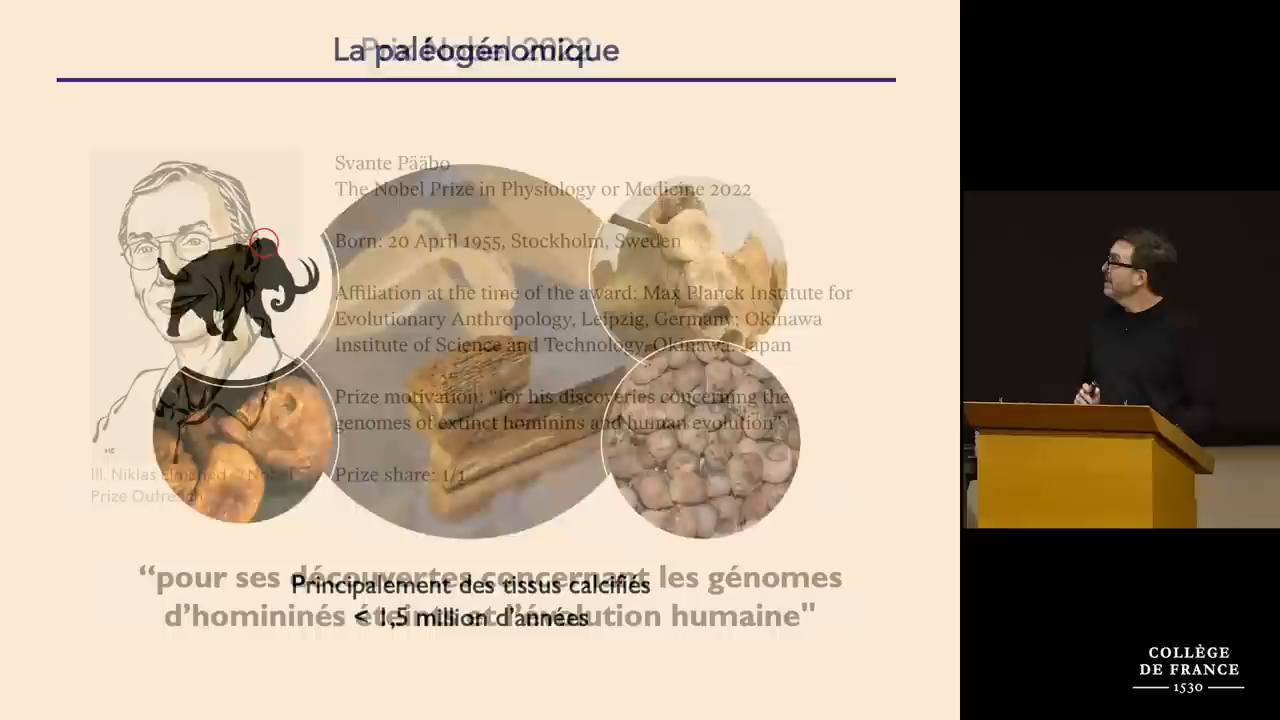 La paléogénomique
Prix Nobel 2022
Svante Pääbo
The Nobel Prize in Physiology or Medicine 2022
Born: 20 April 1955, Stockholm, Sweden
Affiliation at the time of the award: Max Planck Institute for
Evolutionary Anthropology, Leipzig, Germany; Okinawa
Institute of Science and Technology, Okinawa, Japan
Prize motivation: "for his discoveries concerning the
genomes of extinct hominins and human evolution"
Prize share: 1/1
Ill. Niklas Elmehed © Nobel
Prize Outreach
“pour ses découvertes concernant les génomes
d’homininés éteints et l’évolution humaine"
Principalement des tissus calcifiés
< 1,5 million d’années
COLLÈGE
DE FRANCE
1530